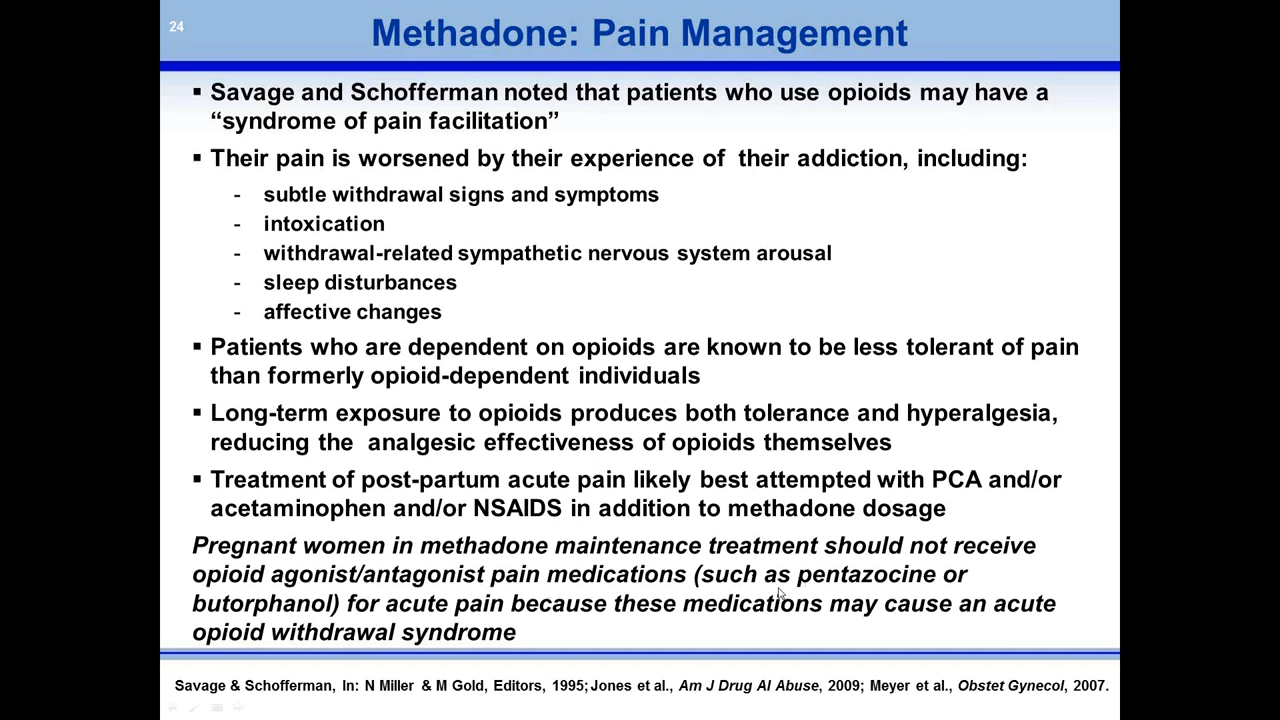 24
Methadone: Pain Management
▪ Savage and Schofferman noted that patients who use opioids may have a
“syndrome of pain facilitation”
▪ Their pain is worsened by their experience of their addiction, including:
- subtle withdrawal signs and symptoms
- intoxication
- withdrawal-related sympathetic nervous system arousal
- sleep disturbances
- affective changes
▪ Patients who are dependent on opioids are known to be less tolerant of pain
than formerly opioid-dependent individuals
▪ Long-term exposure to opioids produces both tolerance and hyperalgesia,
reducing the analgesic effectiveness of opioids themselves
▪ Treatment of post-partum acute pain likely best attempted with PCA and/or
acetaminophen and/or NSAIDS in addition to methadone dosage
Pregnant women in methadone maintenance treatment should not receive
opioid agonist/antagonist pain medications (such as pentazocine or
butorphanol) for acute pain because these medications may cause an acute
opioid withdrawal syndrome
Savage & Schofferman, In: N Miller & M Gold, Editors, 1995; Jones et al., Am J Drug Al Abuse, 2009; Meyer et al., Obstet Gynecol, 2007.